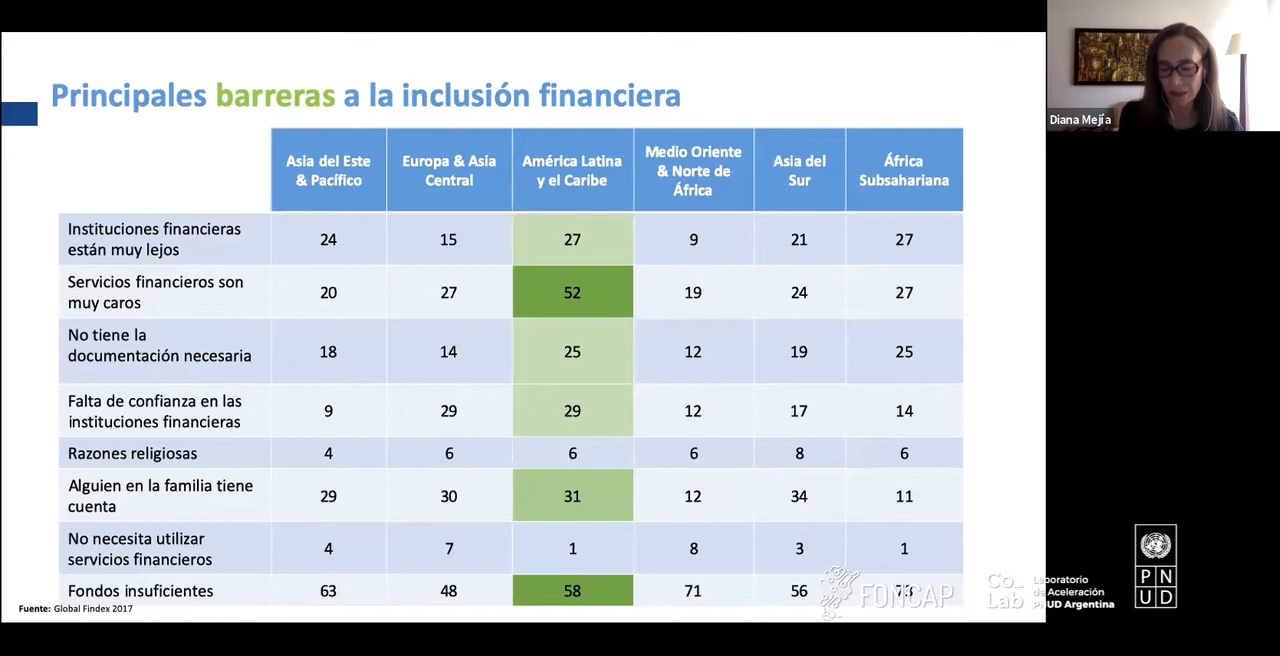 Principales barreras a la inclusión financiera
Diana Mejía
Asia del Este
& Pacífico
Europa & Asia
Central
América Latina
y el Caribe
Medio Oriente
& Norte de
África
Asia del
Sur
África
Subsahariana
Instituciones financieras
están muy lejos
24 15 27 9 21 27
Servicios financieros son
muy caros
20 27 52 19 24 27
No tiene la
documentación necesaria
18 14 25 12 19 25
Falta de confianza en las
instituciones financieras
9 29 29 12 17 14
Razones religiosas 4 6 6 6 8 6
Alguien en la familia tiene
cuenta
29 30 31 12 34 11
No necesita utilizar
servicios financieros
4 7 1 8 3 1
Fondos insuficientes 63 48 58 71 56
Fuente: Global Findex 2017
FONCAP
Co_
Lab
Laboratorio
de Aceleración
PNUD Argentina
P N
U D